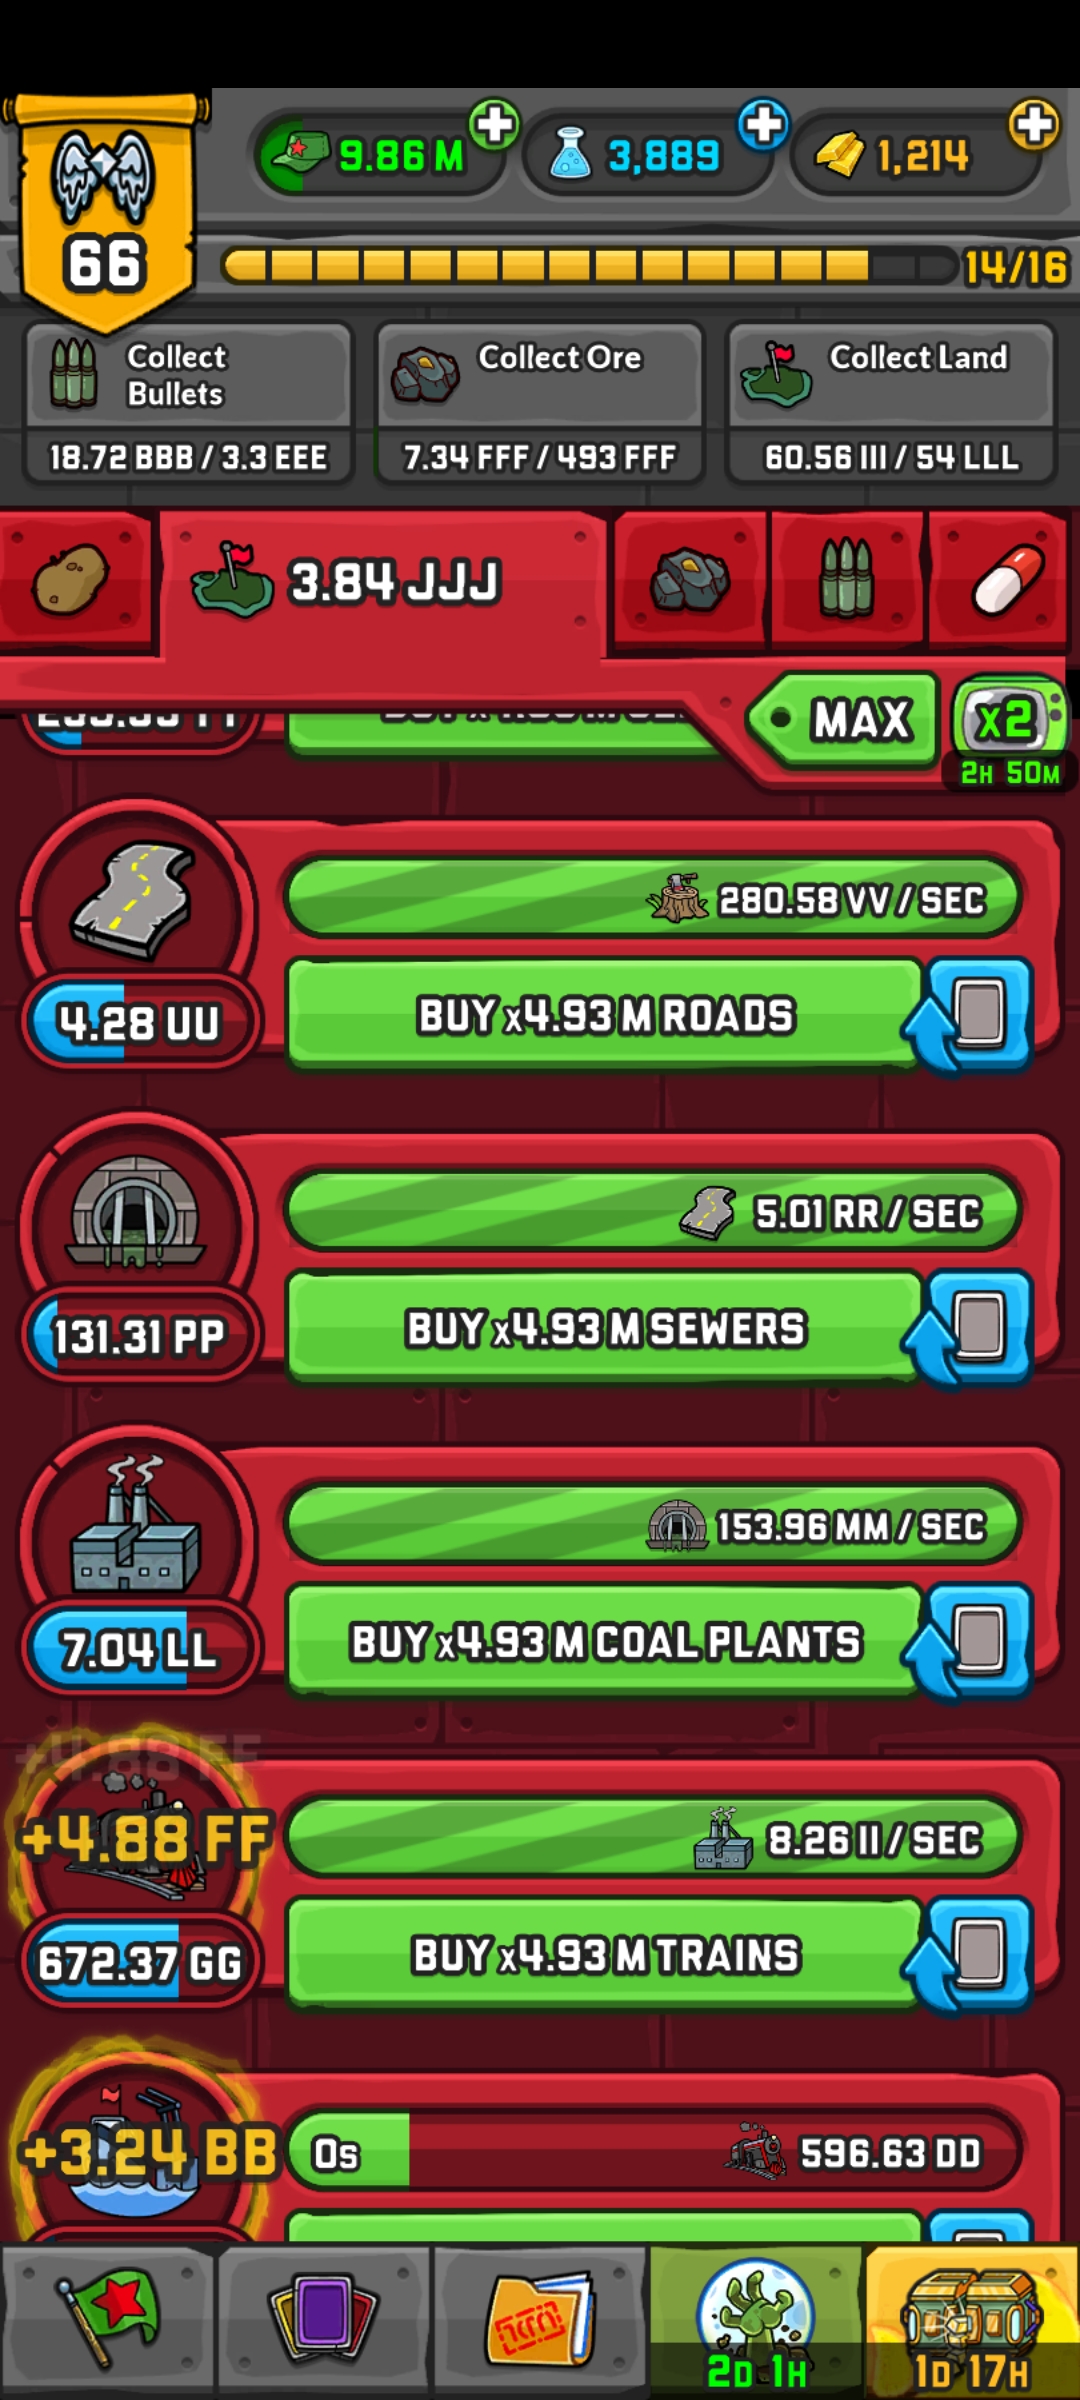 9.86 M
3,889
1,214
66
14/16
Collect
Bullets
Collect Ore
Collect Land
18.72 BBB / 3.3 EEE
7.34 FFF / 493 FFF
60.56 III / 54 LLL
3.84 JJJ
MAX
x2
2H 50M
280.58 VV / SEC
4.28 UU
BUY x4.93 M ROADS
5.01 RR / SEC
131.31 PP
BUY x4.93 M SEWERS
153.96 MM / SEC
7.04 LL
BUY x4.93 M COAL PLANTS
+4.88 FF
+4.88 FF
8.26 II / SEC
672.37 GG
BUY x4.93 M TRAINS
+3.24 BB
0s
596.63 DD
2D 1H
1D 17H